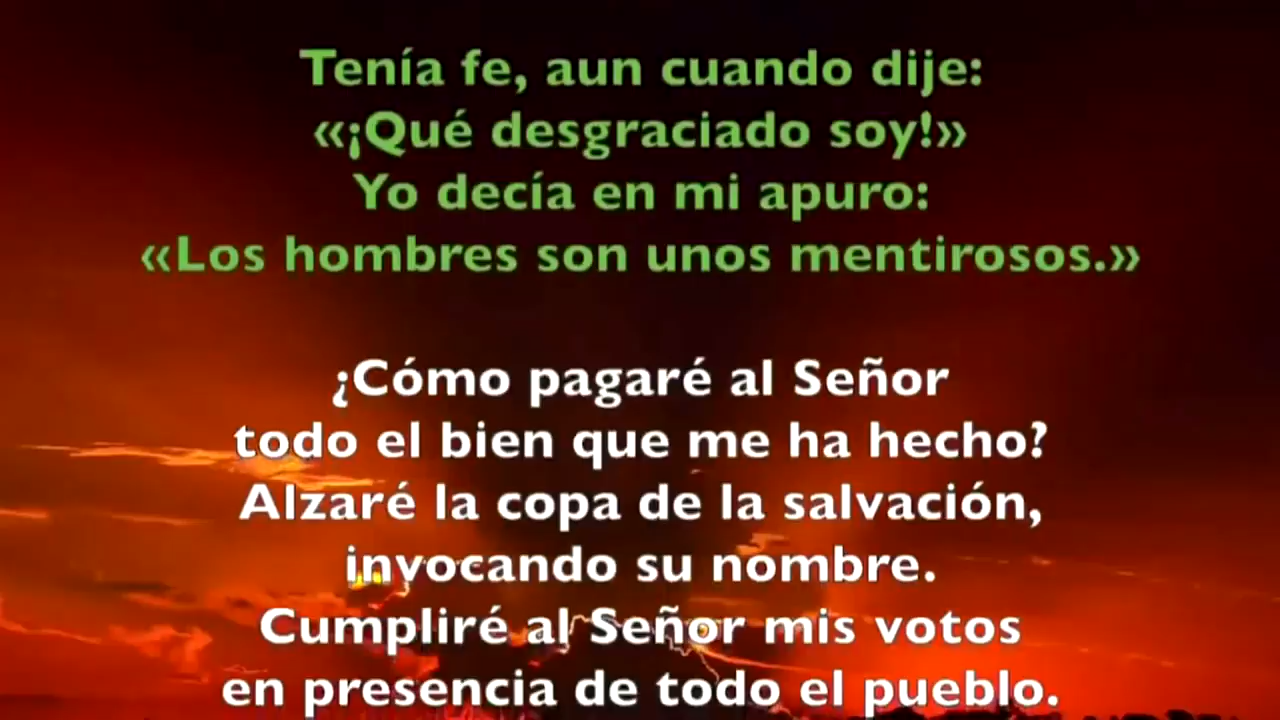 Tenía fe, aun cuando dije:
«¡Qué desgraciado soy!»
Yo decía en mi apuro:
«Los hombres son unos mentirosos.»
¿Cómo pagaré al Señor
todo el bien que me ha hecho?
Alzaré la copa de la salvación,
invocando su nombre.
Cumpliré al Señor mis votos
en presencia de todo el pueblo.